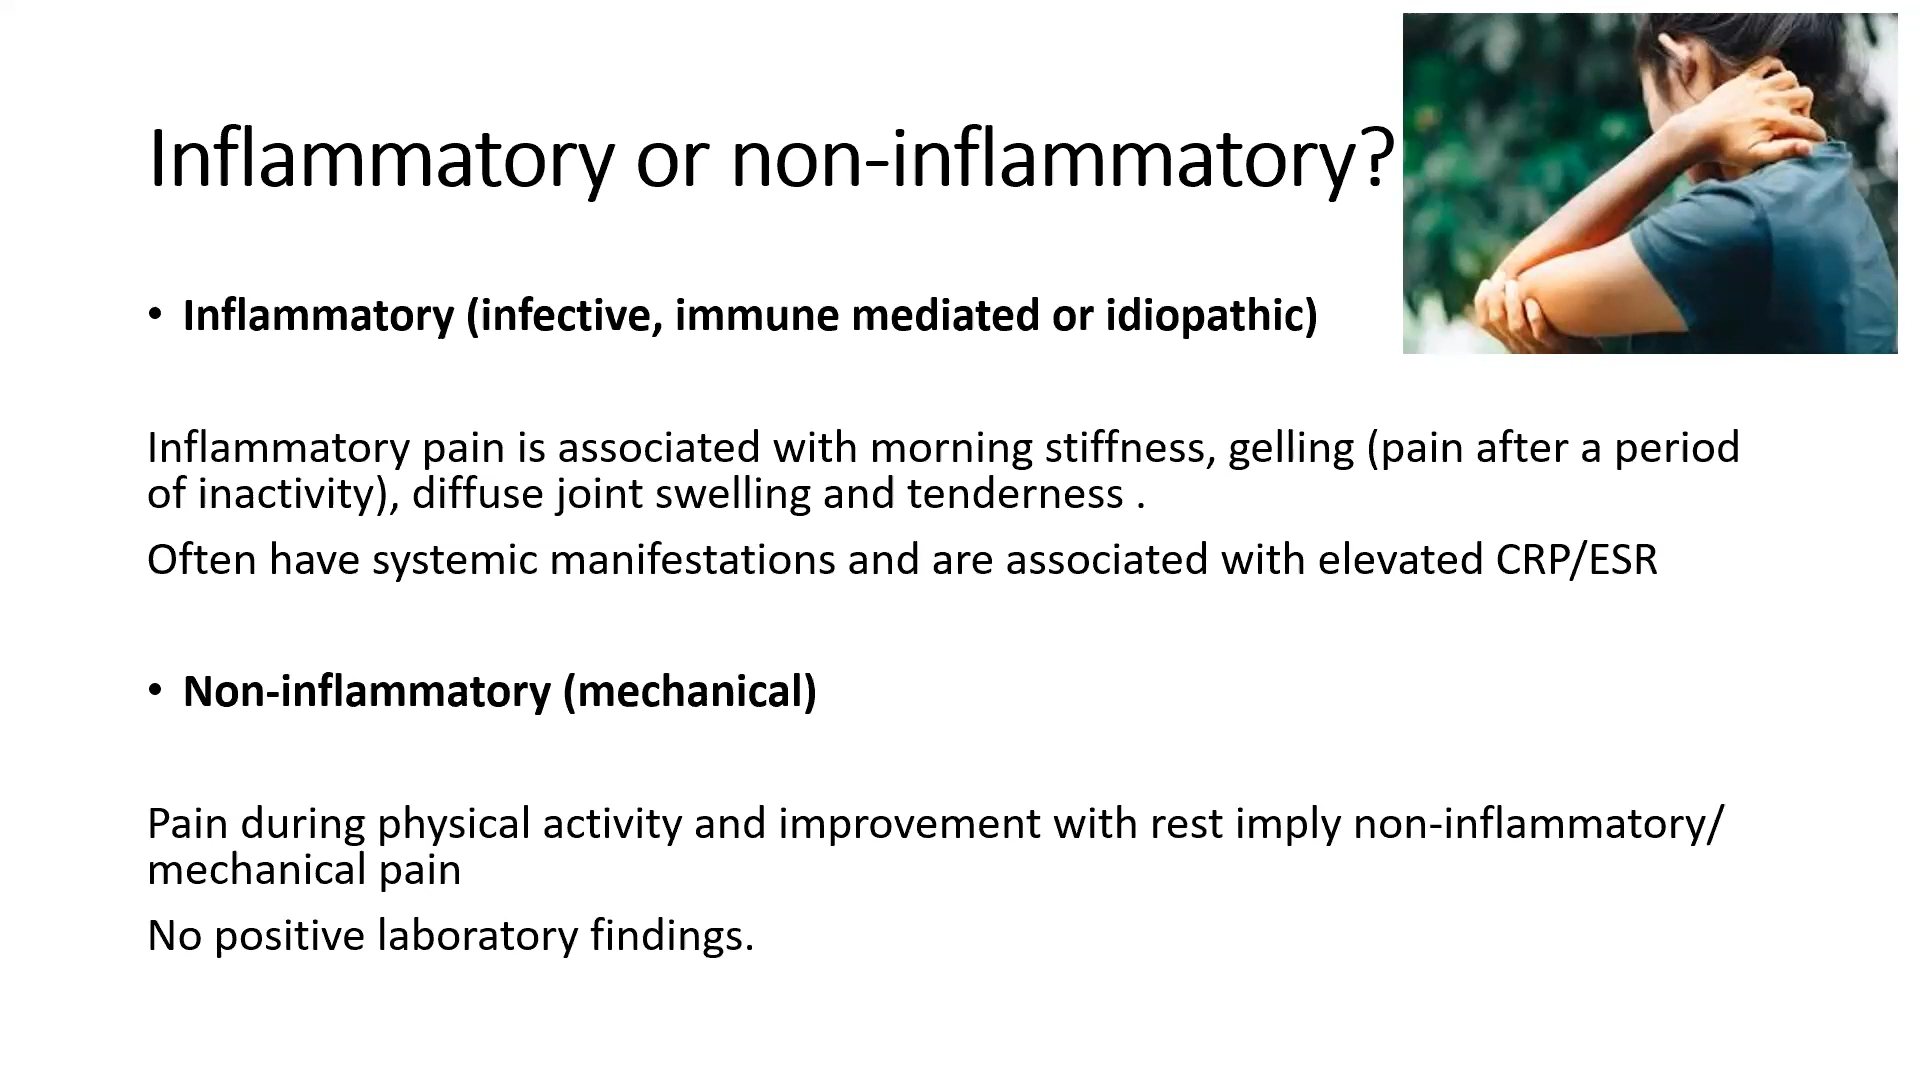 Inflammatory or non-inflammatory?
• Inflammatory (infective, immune mediated or idiopathic)
Inflammatory pain is associated with morning stiffness, gelling (pain after a period
of inactivity), diffuse joint swelling and tenderness .
Often have systemic manifestations and are associated with elevated CRP/ESR
• Non-inflammatory (mechanical)
Pain during physical activity and improvement with rest imply non-inflammatory/
mechanical pain
No positive laboratory findings.